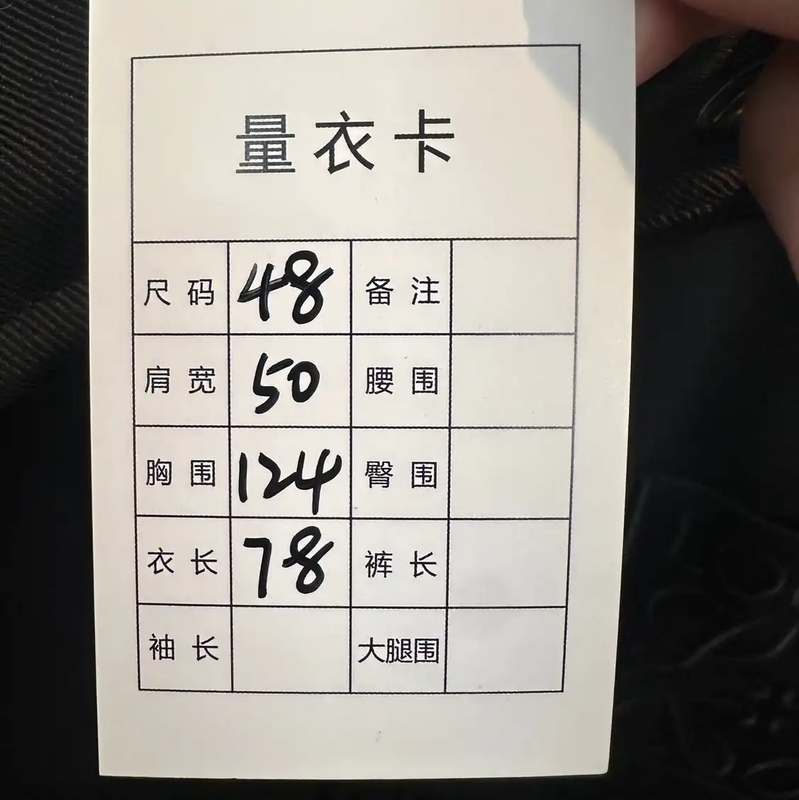 量衣卡
尺码 48 备注
肩宽 50 腰围
胸围 124 臀围
衣长 78 裤长
袖长 大腿围